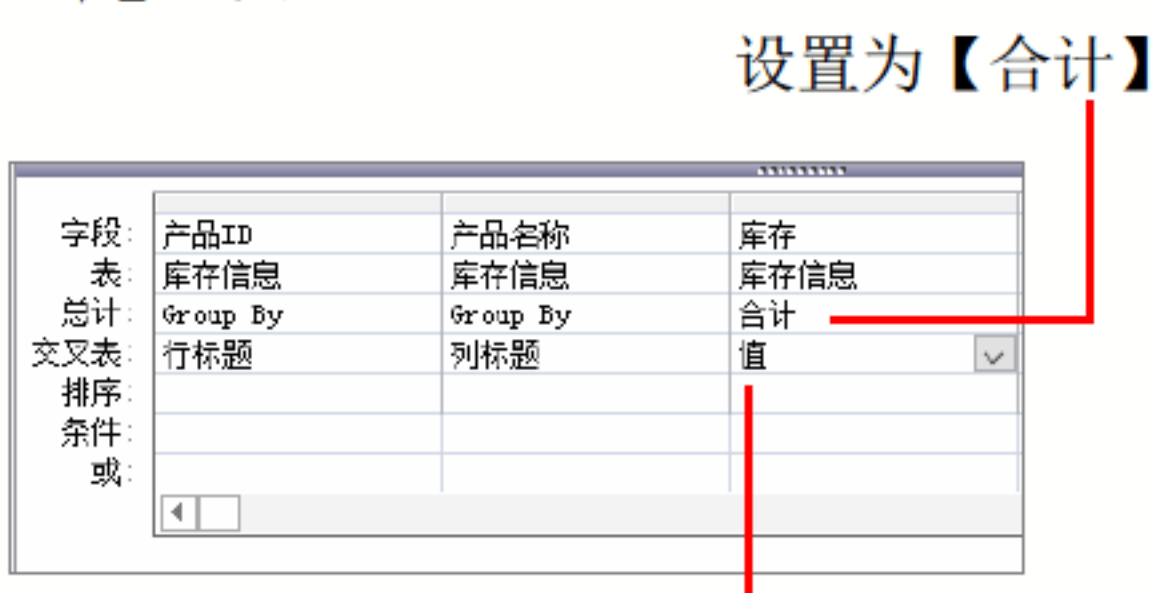 设置为【合计】
字段: 产品ID 产品名称 库存
表: 库存信息 库存信息 库存信息
总计: Group By Group By 合计
交叉表: 行标题 列标题 值
排序:
条件:
或: